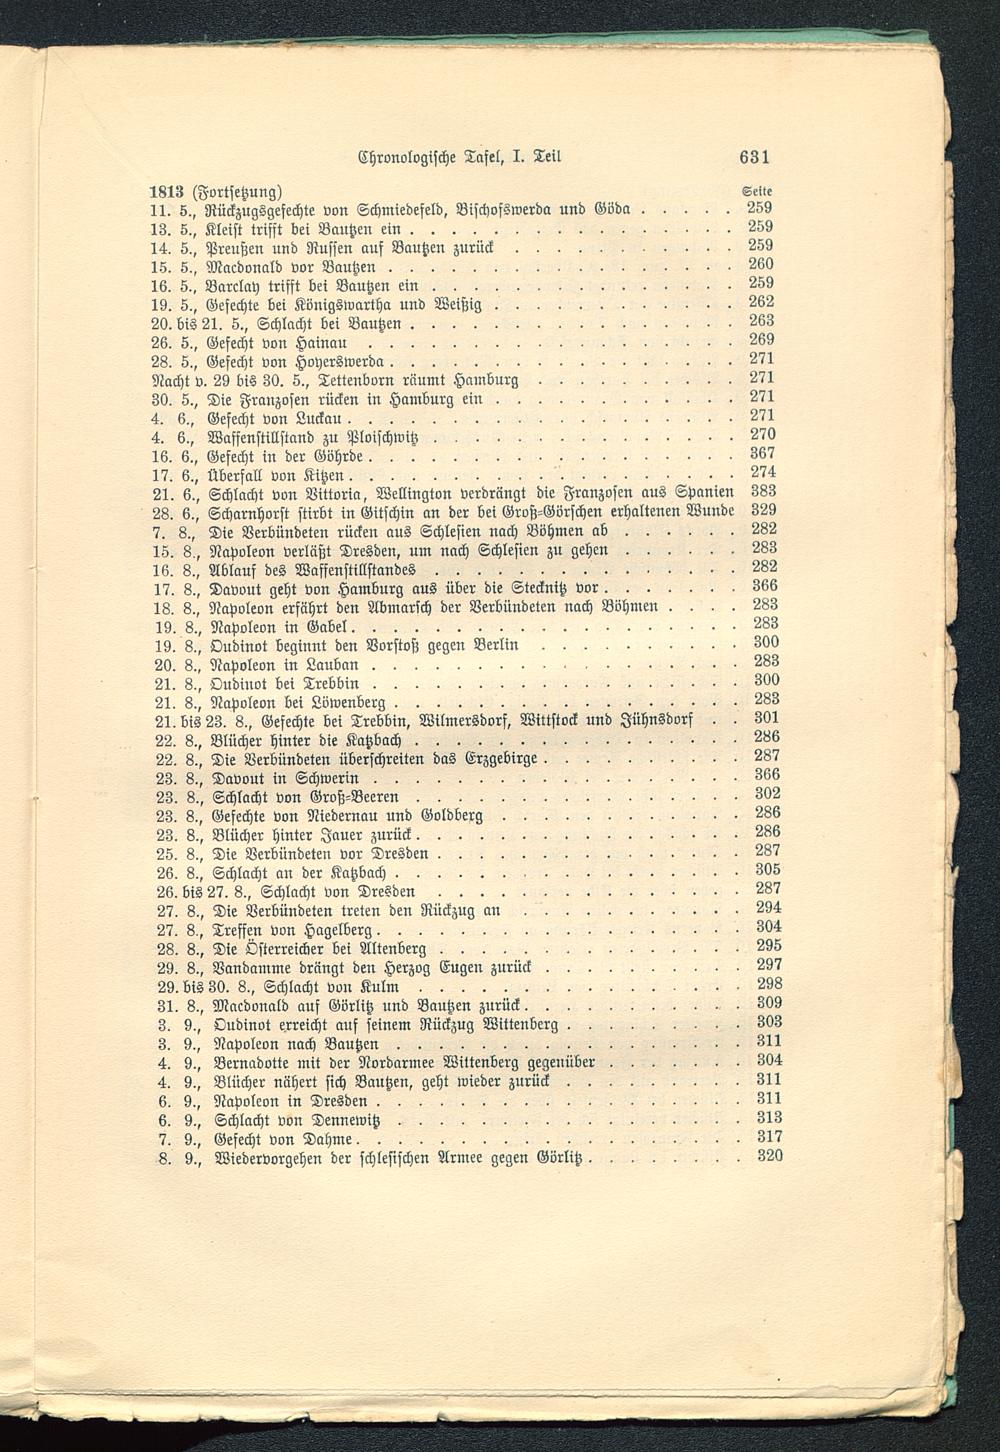 Chronologische Tafel, I. Teil 631
1813 (Fortsetzung) Seite
11. 5., Rückzugsgefechte von Schmiedefeld, Bischofswerda und Göda . . . . . 259
13. 5., Kleist trifft bei Bautzen ein . . . . . . . . . . . . . . . . . 259
14. 5., Preußen und Russen auf Bautzen zurück . . . . . . . . . . . . 259
15. 5., Macdonald vor Bautzen . . . . . . . . . . . . . . . . . . 260
16. 5., Barclay trifft bei Bautzen ein . . . . . . . . . . . . . . . . 259
19. 5., Gefechte bei Königswartha und Weißig . . . . . . . . . . . . . 262
20. bis 21. 5., Schlacht bei Bautzen . . . . . . . . . . . . . . . . . 263
26. 5., Gefecht von Hainau . . . . . . . . . . . . . . . . . . . 269
28. 5., Gefecht von Hoyerswerda . . . . . . . . . . . . . . . . . . 271
Nacht v. 29 bis 30. 5., Tettenborn räumt Hamburg . . . . . . . . . . . 271
30. 5., Die Franzosen rücken in Hamburg ein . . . . . . . . . . . . . 271
4. 6., Gefecht von Luckau . . . . . . . . . . . . . . . . . . . . 271
4. 6., Waffenstillstand zu Ploischwitz . . . . . . . . . . . . . . . 270
16. 6., Gefecht in der Göhrde . . . . . . . . . . . . . . . . . . . 367
17. 6., Überfall von Kitzen . . . . . . . . . . . . . . . . . . . . 274
21. 6., Schlacht von Vittoria, Wellington verdrängt die Franzosen aus Spanien 383
28. 6., Scharnhorst stirbt in Gitschin an der bei Groß-Görschen erhaltenen Wunde 329
7. 8., Die Verbündeten rücken aus Schlesien nach Böhmen ab . . . . . . 282
15. 8., Napoleon verläßt Dresden, um nach Schlesien zu gehen . . . . . . 283
16. 8., Ablauf des Waffenstillstandes . . . . . . . . . . . . . . . . 282
17. 8., Davout geht von Hamburg aus über die Stecknitz vor . . . . . . . 366
18. 8., Napoleon erfährt den Abmarsch der Verbündeten nach Böhmen . . . . 283
19. 8., Napoleon in Gabel . . . . . . . . . . . . . . . . . . . . 283
19. 8., Oudinot beginnt den Vorstoß gegen Berlin . . . . . . . . . . . 300
20. 8., Napoleon in Lauban . . . . . . . . . . . . . . . . . . . 283
21. 8., Oudinot bei Trebbin . . . . . . . . . . . . . . . . . . . 300
21. 8., Napoleon bei Löwenberg . . . . . . . . . . . . . . . . . . 283
21. bis 23. 8., Gefechte bei Trebbin, Wilmersdorf, Wittstock und Jühnsdorf . . 301
22. 8., Blücher hinter die Katzbach . . . . . . . . . . . . . . . . . 286
22. 8., Die Verbündeten überschreiten das Erzgebirge . . . . . . . . . . 287
23. 8., Davout in Schwerin . . . . . . . . . . . . . . . . . . . 366
23. 8., Schlacht von Groß-Beeren . . . . . . . . . . . . . . . . . 302
23. 8., Gefechte von Niedernau und Goldberg . . . . . . . . . . . . . 286
23. 8., Blücher hinter Jauer zurück . . . . . . . . . . . . . . . . . 286
25. 8., Die Verbündeten vor Dresden . . . . . . . . . . . . . . . . 287
26. 8., Schlacht an der Katzbach . . . . . . . . . . . . . . . . . . 305
26. bis 27. 8., Schlacht von Dresden . . . . . . . . . . . . . . . . 287
27. 8., Die Verbündeten treten den Rückzug an . . . . . . . . . . . . 294
27. 8., Treffen von Hagelberg . . . . . . . . . . . . . . . . . . . 304
28. 8., Die Österreicher bei Altenberg . . . . . . . . . . . . . . . . 295
29. 8., Vandamme drängt den Herzog Eugen zurück . . . . . . . . . . . 297
29. bis 30. 8., Schlacht von Kulm . . . . . . . . . . . . . . . . . 298
31. 8., Macdonald auf Görlitz und Bautzen zurück . . . . . . . . . . . . 309
3. 9., Oudinot erreicht auf seinem Rückzug Wittenberg . . . . . . . . . 303
3. 9., Napoleon nach Bautzen . . . . . . . . . . . . . . . . . . 311
4. 9., Bernadotte mit der Nordarmee Wittenberg gegenüber . . . . . . . 304
4. 9., Blücher nähert sich Bautzen, geht wieder zurück . . . . . . . . . 311
6. 9., Napoleon in Dresden . . . . . . . . . . . . . . . . . . . 311
6. 9., Schlacht von Dennewitz . . . . . . . . . . . . . . . . . . 313
7. 9., Gefecht von Dahme . . . . . . . . . . . . . . . . . . . . 317
8. 9., Wiedervorgehen der schlesischen Armee gegen Görlitz . . . . . . . . 320